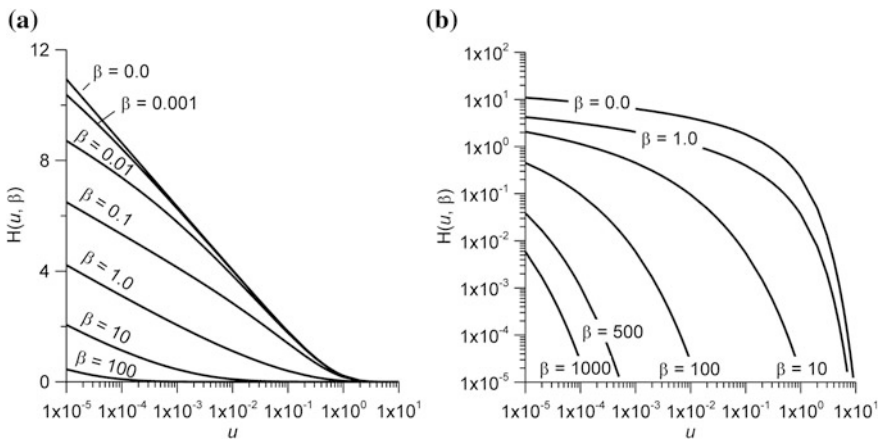 (a)
12
8
4
0
H(u, β)
β = 0.0
β = 0.001
β = 0.01
β = 0.1
β = 1.0
β = 10
β = 100
1x10⁻⁵ 1x10⁻⁴ 1x10⁻³ 1x10⁻² 1x10⁻¹ 1x10⁰ 1x10¹
u
(b)
1x10²
1x10¹
1x10⁰
1x10⁻¹
1x10⁻²
1x10⁻³
1x10⁻⁴
1x10⁻⁵
H(u, β)
β = 0.0
β = 1.0
β = 500
β = 1000
β = 100
β = 10
1x10⁻⁵ 1x10⁻⁴ 1x10⁻³ 1x10⁻² 1x10⁻¹ 1x10⁰ 1x10¹
u